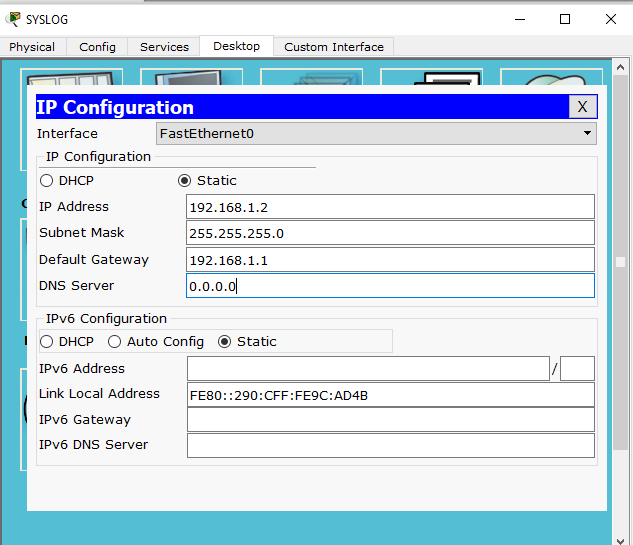 SYSLOG
Physical Config Services Desktop Custom Interface
IP Configuration X
Interface FastEthernet0
IP Configuration
DHCP Static
IP Address 192.168.1.2
Subnet Mask 255.255.255.0
Default Gateway 192.168.1.1
DNS Server 0.0.0.0
IPv6 Configuration
DHCP Auto Config Static
IPv6 Address /
Link Local Address FE80::290:CFF:FE9C:AD4B
IPv6 Gateway
IPv6 DNS Server